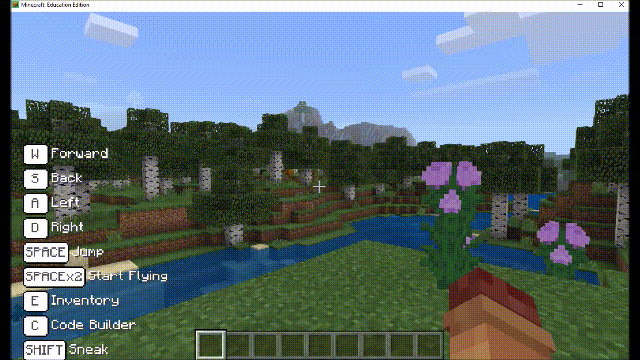 Minecraft: Education Edition
W Forward
S Back
A Left
D Right
SPACE Jump
SPACEx2 Start Flying
E Inventory
C Code Builder
SHIFT Sneak